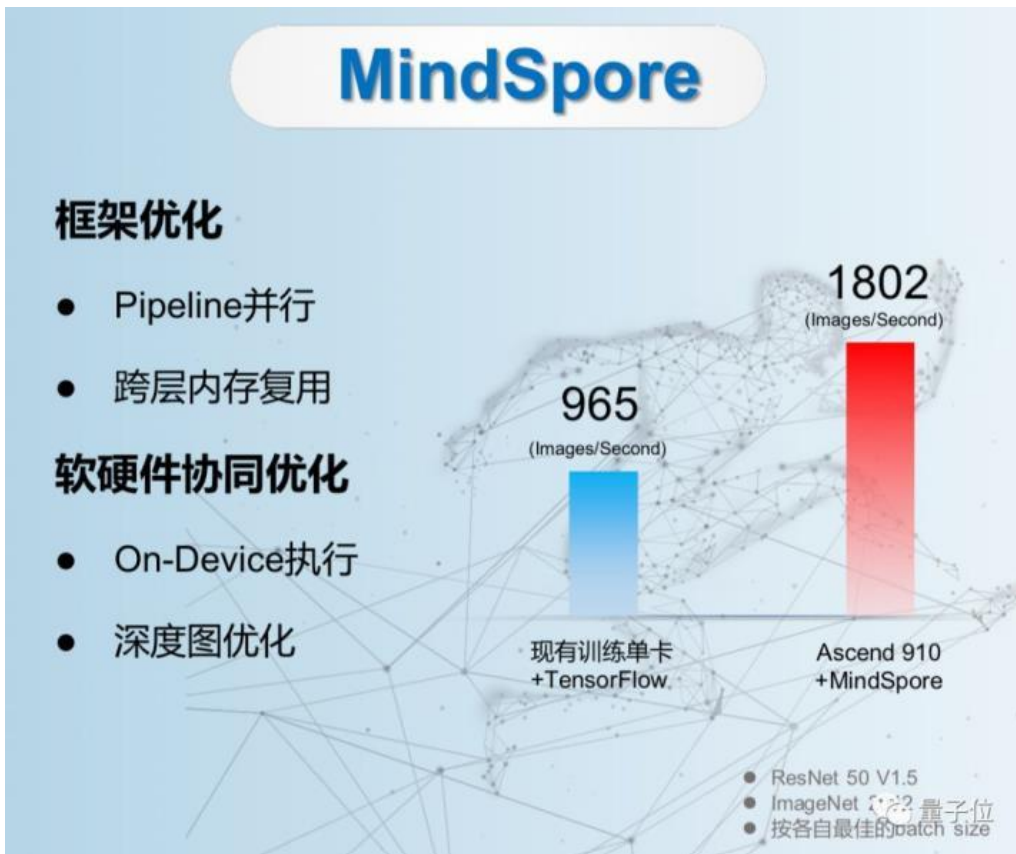 MindSpore
框架优化
● Pipeline并行
● 跨层内存复用
软硬件协同优化
● On-Device执行
● 深度图优化
965
(Images/Second)
1802
(Images/Second)
现有训练单卡
+TensorFlow
Ascend 910
+MindSpore
● ResNet 50 V1.5
● ImageNet
● 按各自最佳的batch size
量子位